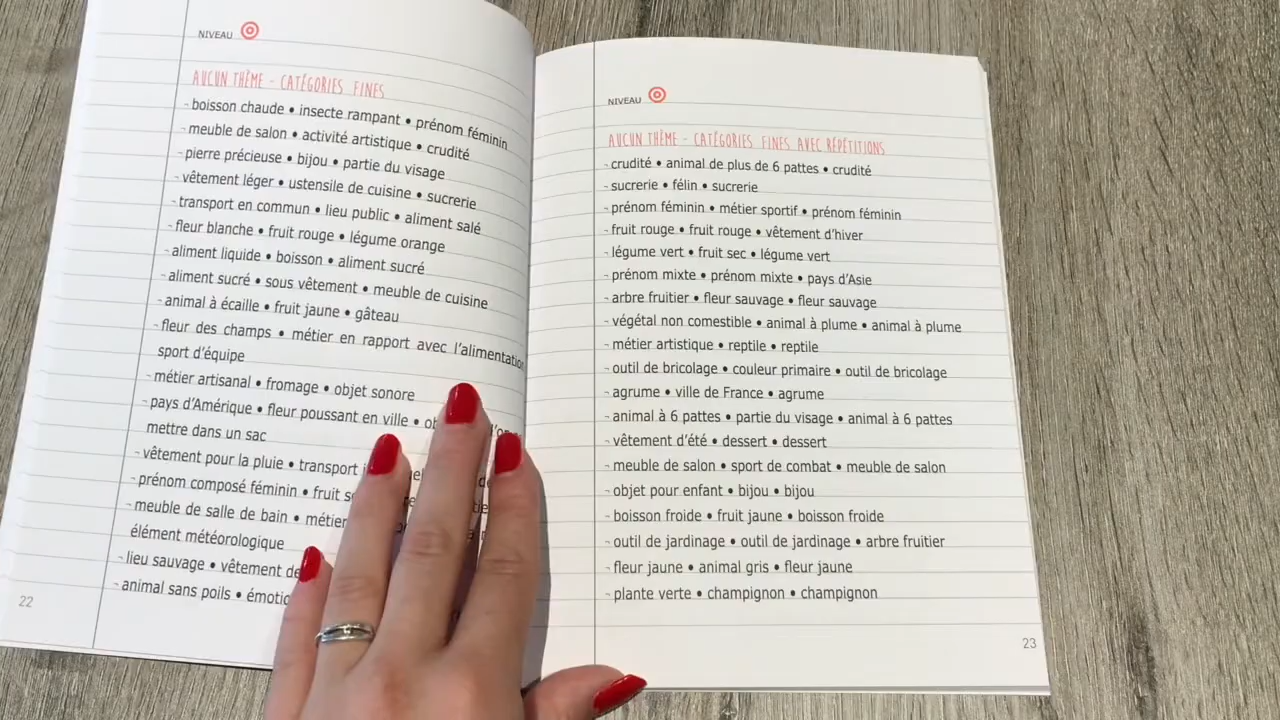 NIVEAU
AUCUN THÈME - CATÉGORIES FINES
- boisson chaude • insecte rampant • prénom féminin
- meuble de salon • activité artistique • crudité
- pierre précieuse • bijou • partie du visage
- vêtement léger • ustensile de cuisine • sucrerie
- transport en commun • lieu public • aliment salé
- fleur blanche • fruit rouge • légume orange
- aliment liquide • boisson • aliment sucré
- aliment sucré • sous vêtement • meuble de cuisine
- animal à écaille • fruit jaune • gâteau
- fleur des champs • métier en rapport avec l'alimentation
sport d'équipe
- métier artisanal • fromage • objet sonore
- pays d'Amérique • fleur poussant en ville •
mettre dans un sac
- vêtement pour la pluie • transport
- prénom composé féminin • fruit
- meuble de salle de bain • métier
élément météorologique
- lieu sauvage • vêtement
- animal sans poils •
22
NIVEAU
AUCUN THÈME - CATÉGORIES FINES AVEC RÉPÉTITIONS
- crudité • animal de plus de 6 pattes • crudité
- sucrerie • félin • sucrerie
- prénom féminin • métier sportif • prénom féminin
- fruit rouge • fruit rouge • vêtement d'hiver
- légume vert • fruit sec • légume vert
- prénom mixte • prénom mixte • pays d'Asie
- arbre fruitier • fleur sauvage • fleur sauvage
- végétal non comestible • animal à plume • animal à plume
- métier artistique • reptile • reptile
- outil de bricolage • couleur primaire • outil de bricolage
- agrume • ville de France • agrume
- animal à 6 pattes • partie du visage • animal à 6 pattes
- vêtement d'été • dessert • dessert
- meuble de salon • sport de combat • meuble de salon
- objet pour enfant • bijou • bijou
- boisson froide • fruit jaune • boisson froide
- outil de jardinage • outil de jardinage • arbre fruitier
- fleur jaune • animal gris • fleur jaune
- plante verte • champignon • champignon
23